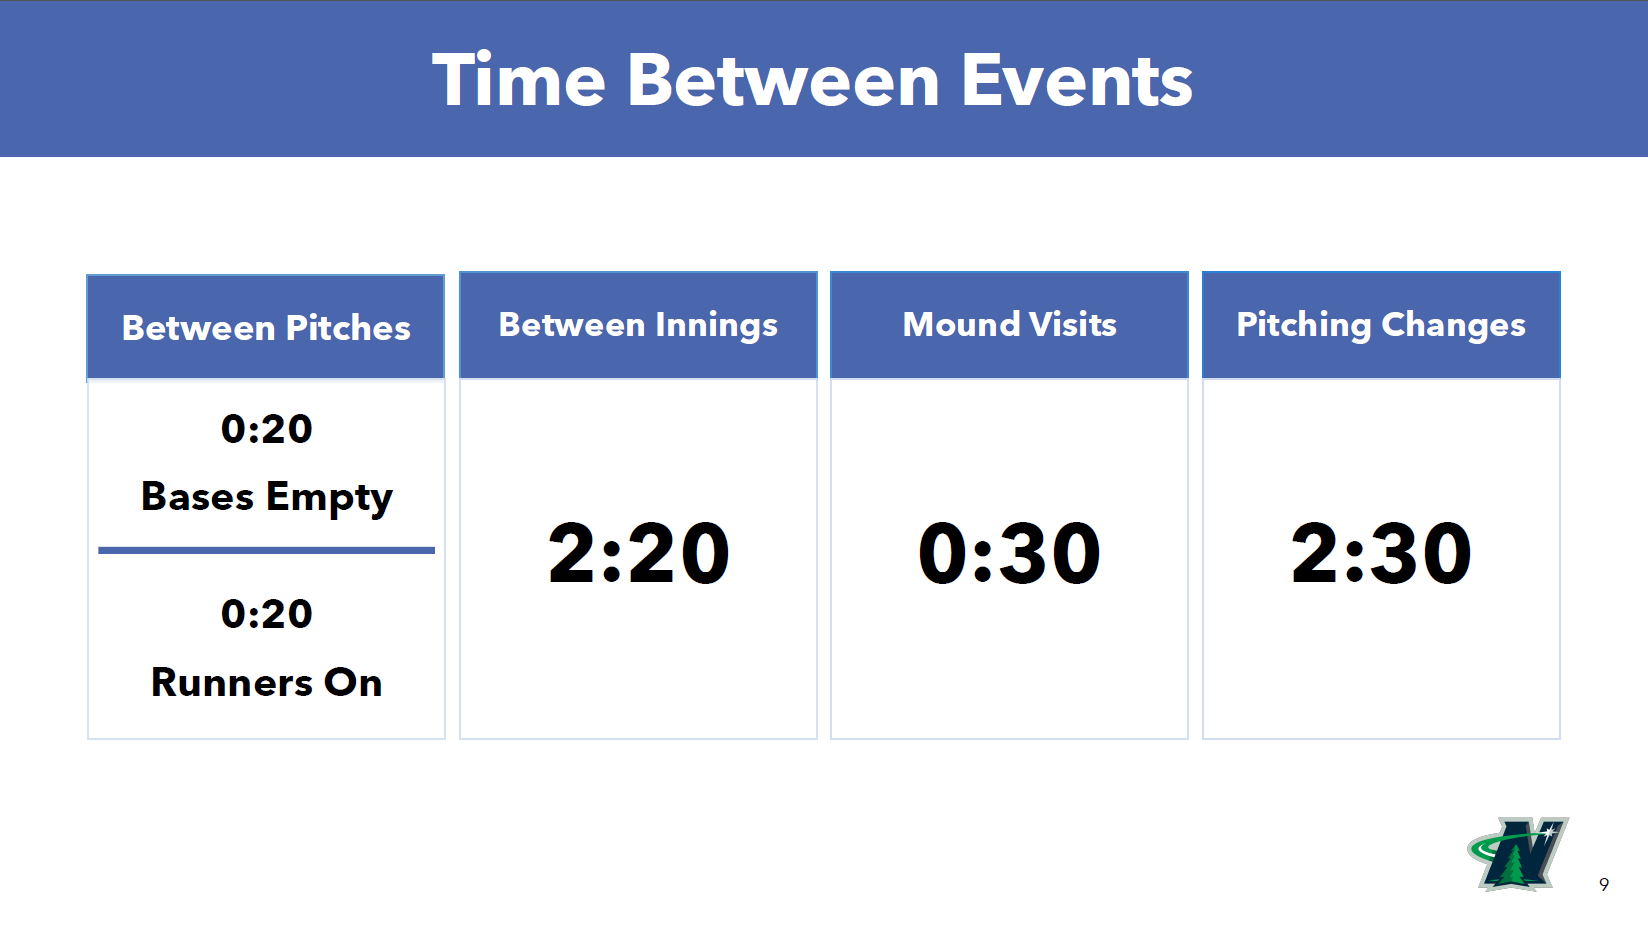 Time Between Events
Between Pitches
0:20
Bases Empty
0:20
Runners On
Between Innings
2:20
Mound Visits
0:30
Pitching Changes
2:30
N
9